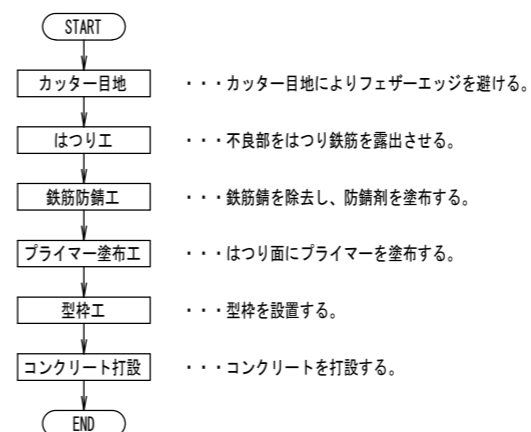 START
カッター目地 ・・・カッター目地によりフェザーエッジを避ける。
はつり工 ・・・不良部をはつり鉄筋を露出させる。
鉄筋防錆工 ・・・鉄筋錆を除去し、防錆剤を塗布する。
プライマー塗布工 ・・・はつり面にプライマーを塗布する。
型枠工 ・・・型枠を設置する。
コンクリート打設 ・・・コンクリートを打設する。
END